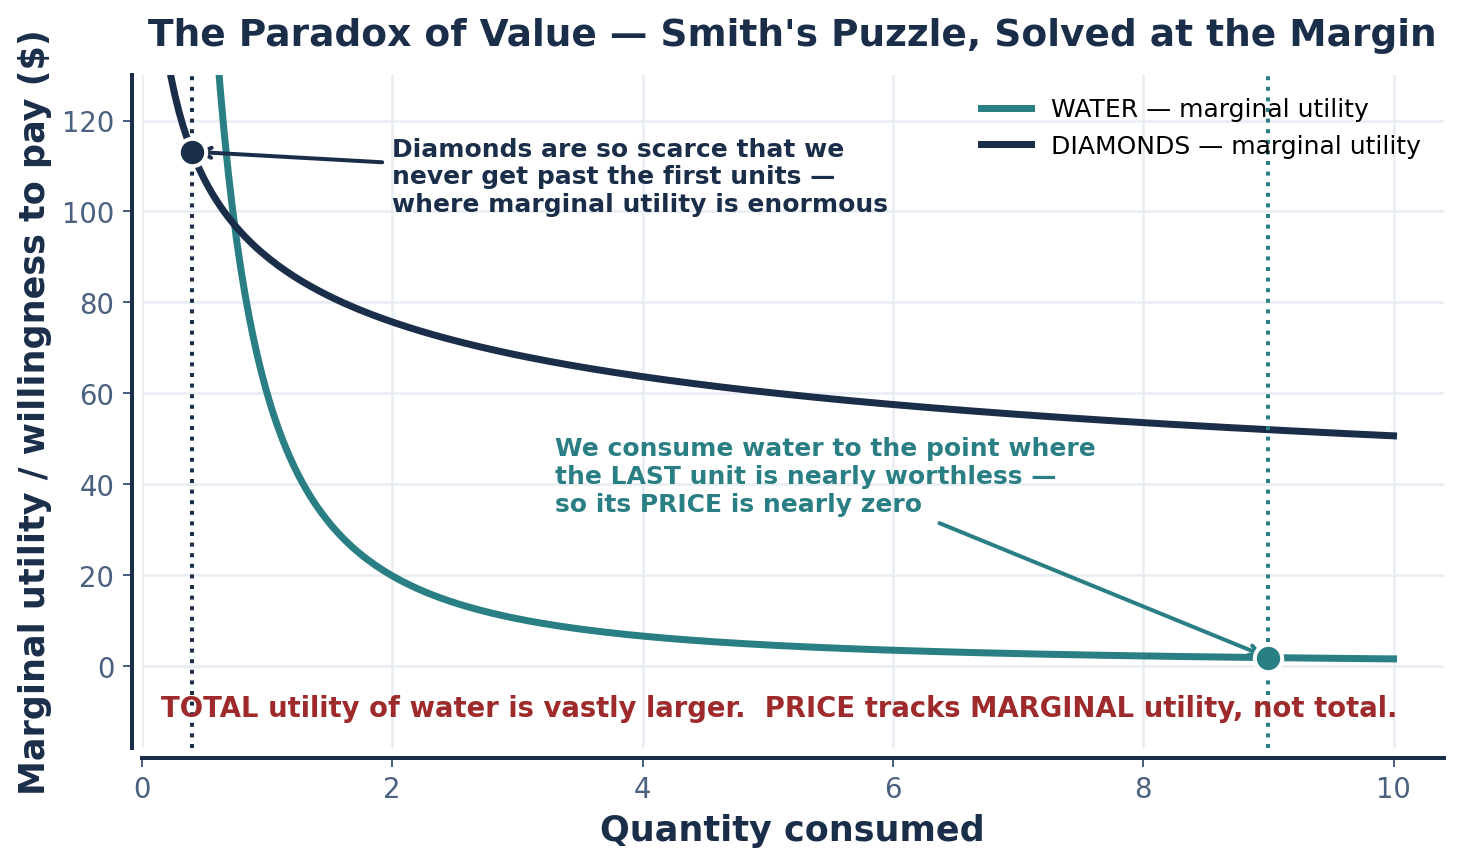 The Paradox of Value — Smith's Puzzle, Solved at the Margin
Marginal utility / willingness to pay ($)
120
100
80
60
40
20
0
WATER — marginal utility
DIAMONDS — marginal utility
Diamonds are so scarce that we
never get past the first units —
where marginal utility is enormous
We consume water to the point where
the LAST unit is nearly worthless —
so its PRICE is nearly zero
TOTAL utility of water is vastly larger.  PRICE tracks MARGINAL utility, not total.
0 2 4 6 8 10
Quantity consumed